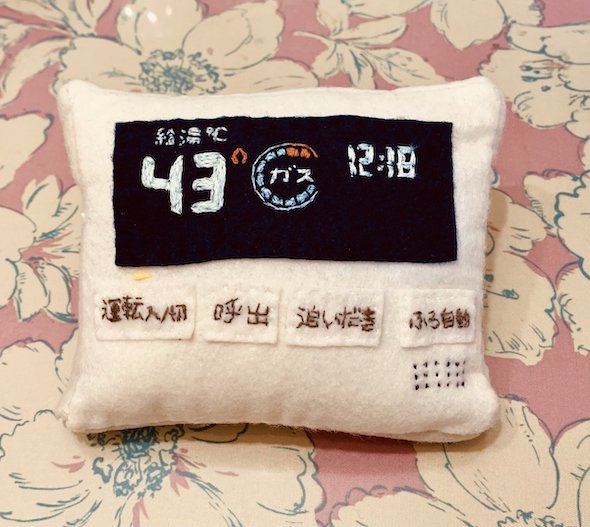 給湯℃
43
ガス
12:18
運転入/切 呼出 追いだき ふろ自動